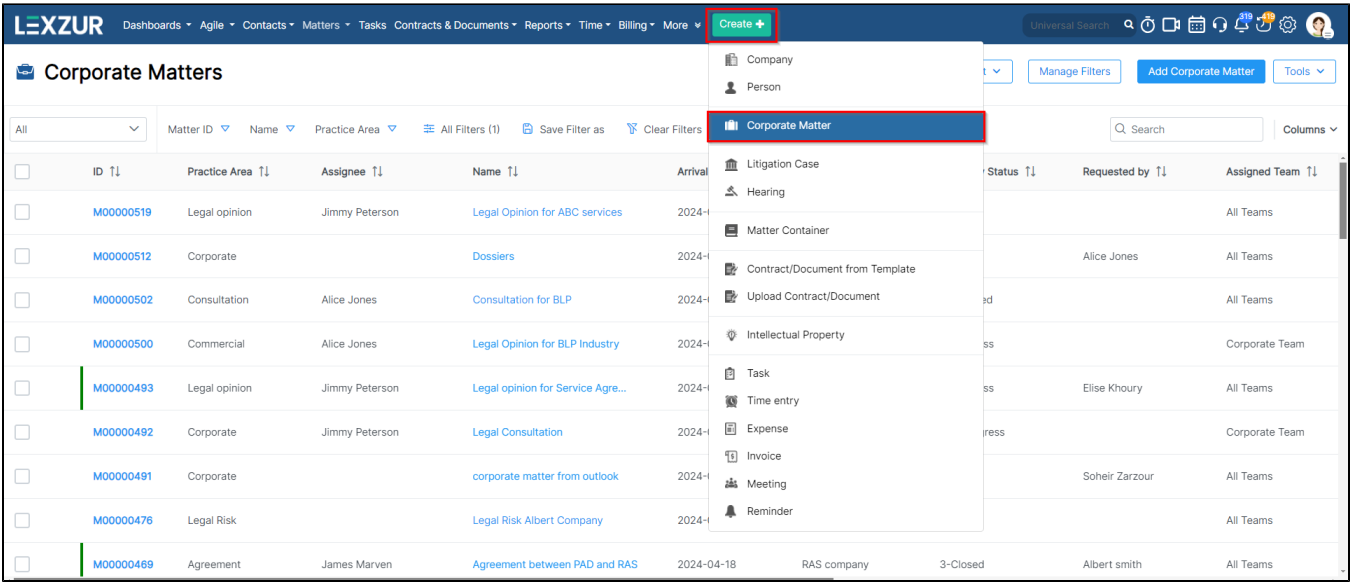 LEXZUR Dashboards Agile Contacts Matters Tasks Contracts & Documents Reports Time Billing More Create + Universal Search 319 719
Corporate Matters
Manage Filters Add Corporate Matter Tools
All Matter ID Name Practice Area All Filters (1) Save Filter as Clear Filters Search Columns
ID Practice Area Assignee Name Arrival Status Requested by Assigned Team
M00000519 Legal opinion Jimmy Peterson Legal Opinion for ABC services 2024- All Teams
M00000512 Corporate Dossiers 2024- Alice Jones All Teams
M00000502 Consultation Alice Jones Consultation for BLP 2024- ed All Teams
M00000500 Commercial Alice Jones Legal Opinion for BLP Industry 2024- ss Corporate Team
M00000493 Legal opinion Jimmy Peterson Legal opinion for Service Agre... 2024- ss Elise Khoury All Teams
M00000492 Corporate Jimmy Peterson Legal Consultation 2024- gress Corporate Team
M00000491 Corporate corporate matter from outlook 2024- Soheir Zarzour All Teams
M00000476 Legal Risk Legal Risk Albert Company 2024- All Teams
M00000469 Agreement James Marven Agreement between PAD and RAS 2024-04-18 RAS company 3-Closed Albert smith All Teams
Company
Person
Corporate Matter
Litigation Case
Hearing
Matter Container
Contract/Document from Template
Upload Contract/Document
Intellectual Property
Task
Time entry
Expense
Invoice
Meeting
Reminder